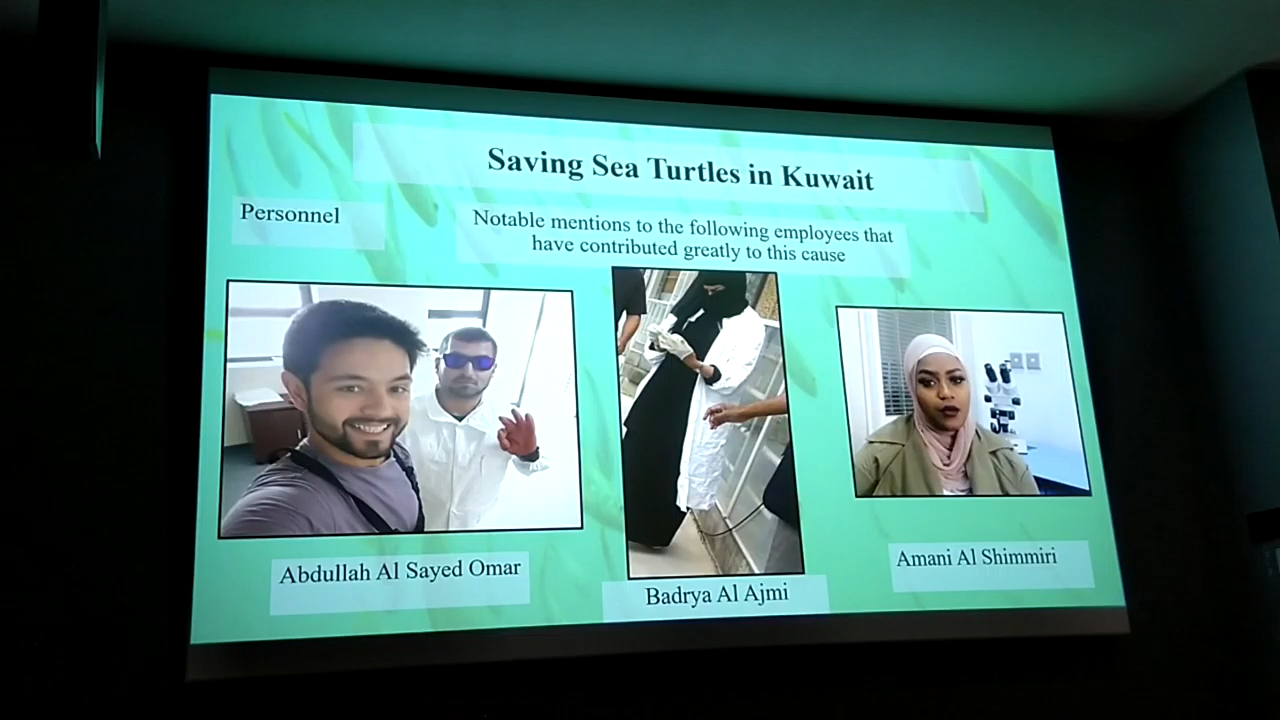 Saving Sea Turtles in Kuwait
Personnel
Notable mentions to the following employees that
have contributed greatly to this cause
Abdullah Al Sayed Omar
Badrya Al Ajmi
Amani Al Shimmiri